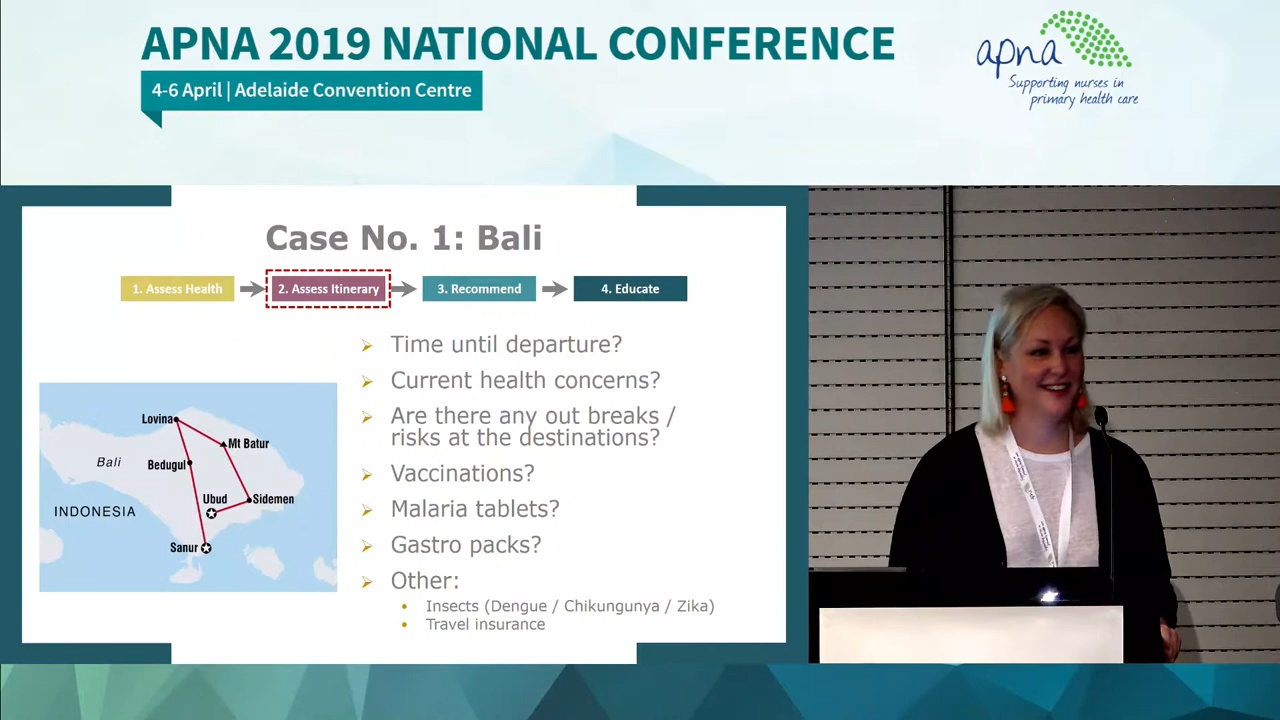 APNA 2019 NATIONAL CONFERENCE
4-6 April | Adelaide Convention Centre
apna
Supporting nurses in
primary health care
Case No. 1: Bali
1. Assess Health
2. Assess Itinerary
3. Recommend
4. Educate
Time until departure?
Current health concerns?
Are there any out breaks /
risks at the destinations?
Vaccinations?
Malaria tablets?
Gastro packs?
Other:
Insects (Dengue / Chikungunya / Zika)
Travel insurance
Lovina
Mt Batur
Bali
Bedugul
Ubud
Sidemen
INDONESIA
Sanur